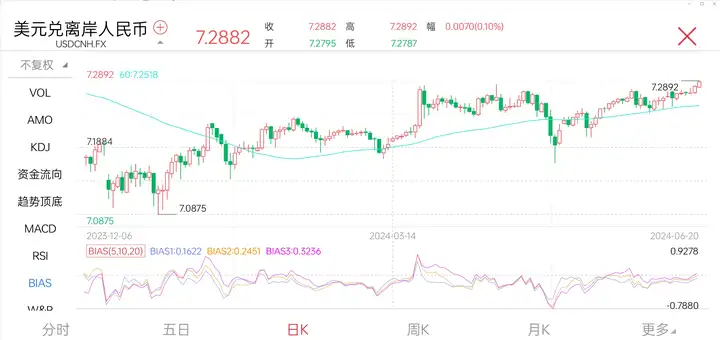 美元兑离岸人民币
USDCNH.FX
7.2882
收 7.2882 高 7.2892 幅 0.0070(0.10%)
开 7.2795 低 7.2787
不复权
VOL
AMO
KDJ
资金流向
趋势顶底
MACD
RSI
BIAS
W&R
7.2892 60:7.2518
7.2892
7.1884
7.0875
7.0875
2023-12-06 2024-03-14 2024-06-20
BIAS(5,10,20) BIAS1:0.1622 BIAS2:0.2451 BIAS3:0.3236 0.9278
-0.7880
分时 五日 日K 周K 月K 更多